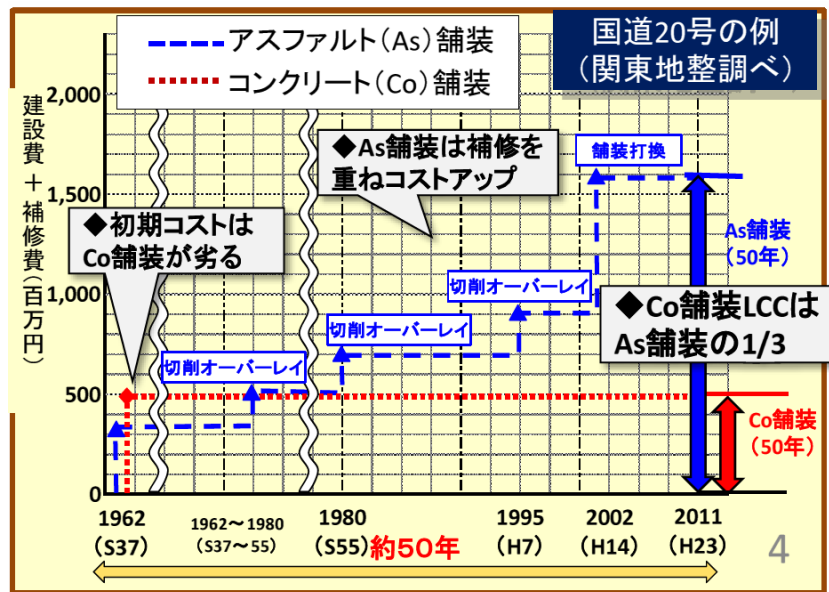 アスファルト(As)舗装
コンクリート(Co)舗装
国道20号の例
(関東地整調べ)
建設費 + 補修費(百万円)
2,000
1,500
1,000
500
0
◆As舗装は補修を
重ねコストアップ
◆初期コストは
Co舗装が劣る
舗装打換
切削オーバーレイ
切削オーバーレイ
切削オーバーレイ
As舗装
(50年)
◆Co舗装LCCは
As舗装の1/3
Co舗装
(50年)
1962
(S37)
1962~1980
(S37~55)
1980
(S55)
約50年
1995
(H7)
2002
(H14)
2011
(H23)
4